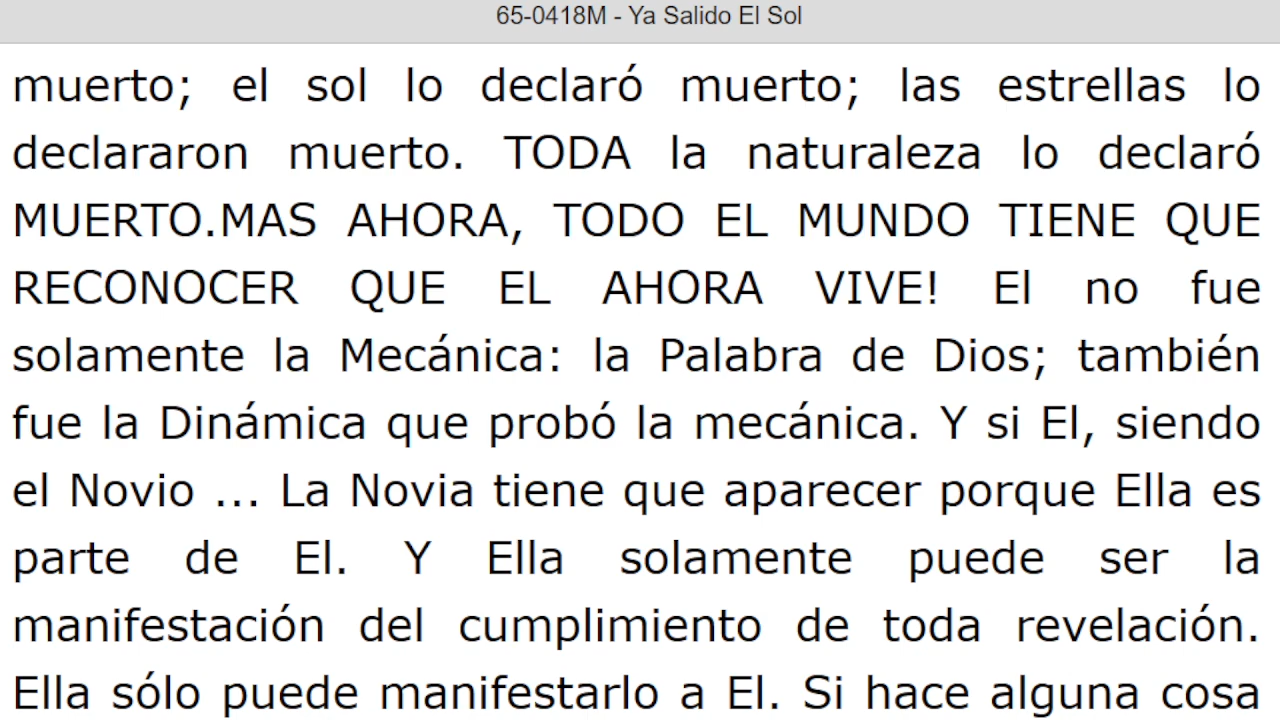 65-0418M - Ya Salido El Sol
muerto; el sol lo declaró muerto; las estrellas lo
declararon muerto. TODA la naturaleza lo declaró
MUERTO.MAS AHORA, TODO EL MUNDO TIENE QUE
RECONOCER QUE EL AHORA VIVE! El no fue
solamente la Mecánica: la Palabra de Dios; también
fue la Dinámica que probó la mecánica. Y si El, siendo
el Novio ... La Novia tiene que aparecer porque Ella es
parte de El. Y Ella solamente puede ser la
manifestación del cumplimiento de toda revelación.
Ella sólo puede manifestarlo a El. Si hace alguna cosa